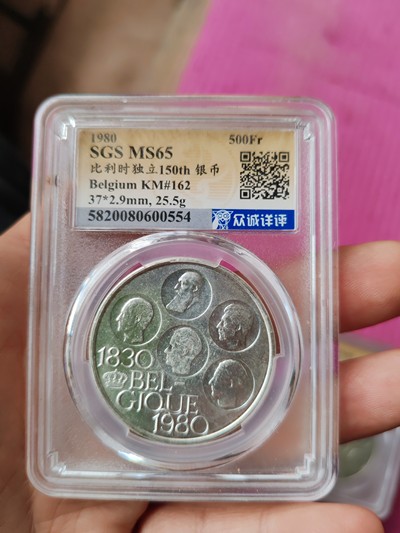 1980 500Fr
SGS MS65
比利时独立150th 银币
Belgium KM#162
37*2.9mm, 25.5g
5820080600554
众诚详评
1830
BEL-
GIQUE
1980